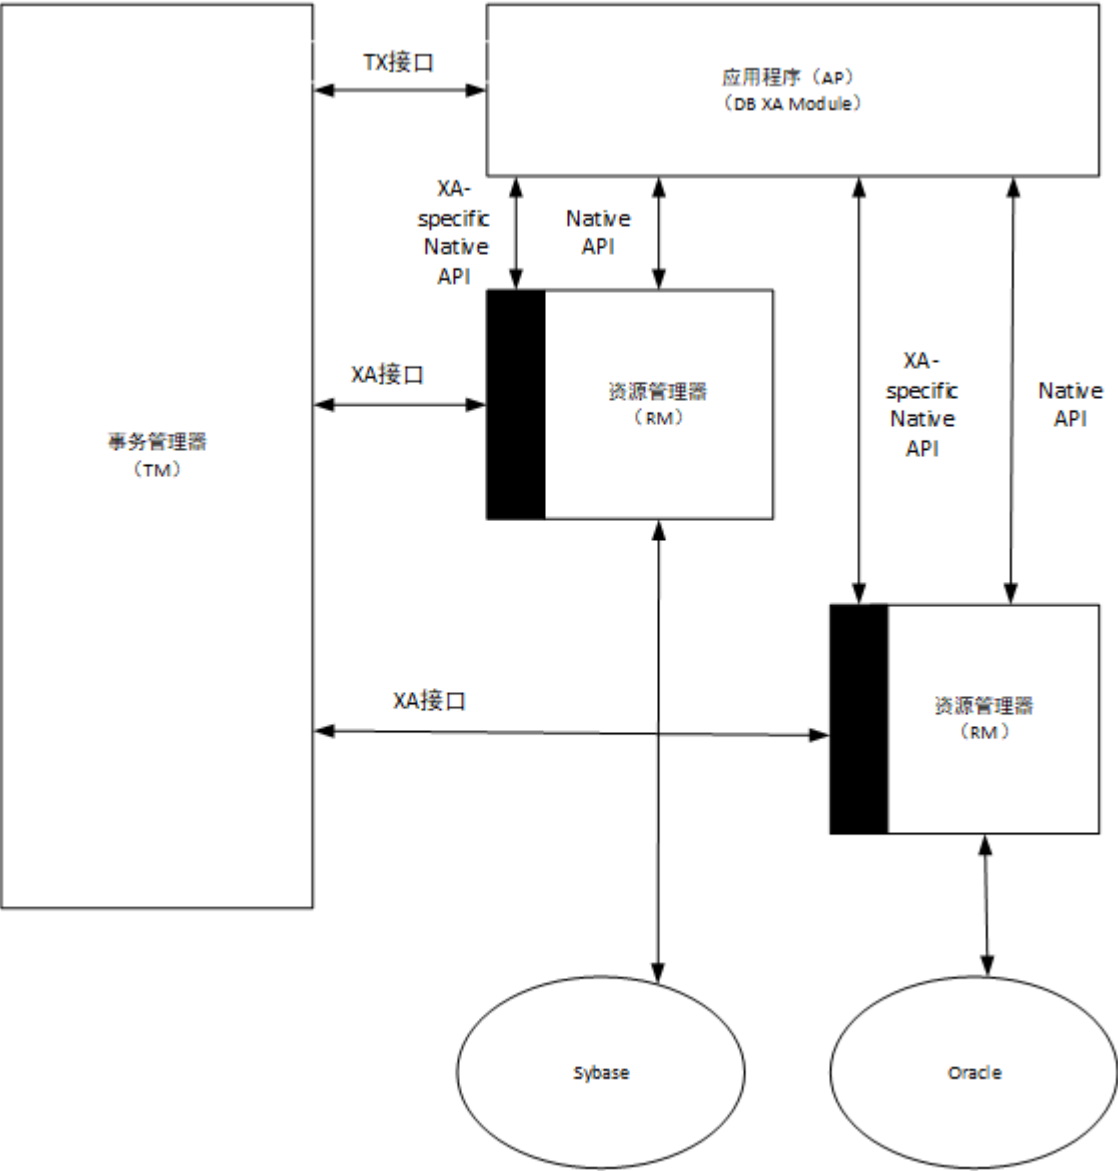 TX接口
应用程序（AP）
（DB XA Module）
XA-
specific
Native
API
Native
API
XA接口
资源管理器
（RM）
XA-
specific
Native
API
Native
API
事务管理器
（TM）
XA接口
资源管理器
（RM）
Sybase
Oracle